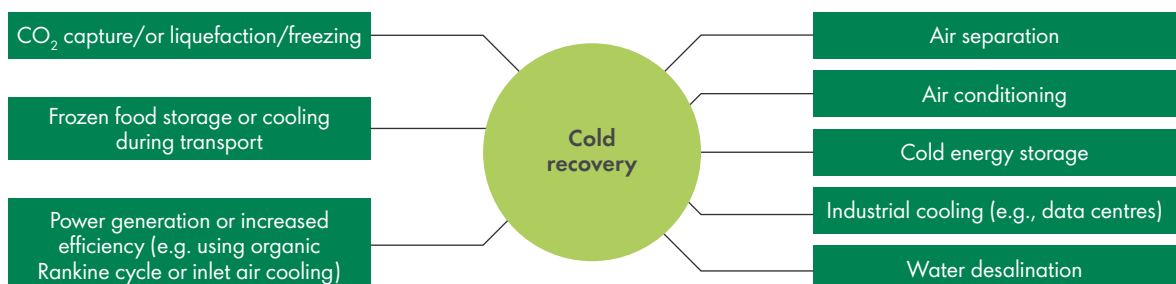 CO₂ capture/or liquefaction/freezing
Frozen food storage or cooling
during transport
Power generation or increased
efficiency (e.g. using organic
Rankine cycle or inlet air cooling)
Cold
recovery
Air separation
Air conditioning
Cold energy storage
Industrial cooling (e.g., data centres)
Water desalination